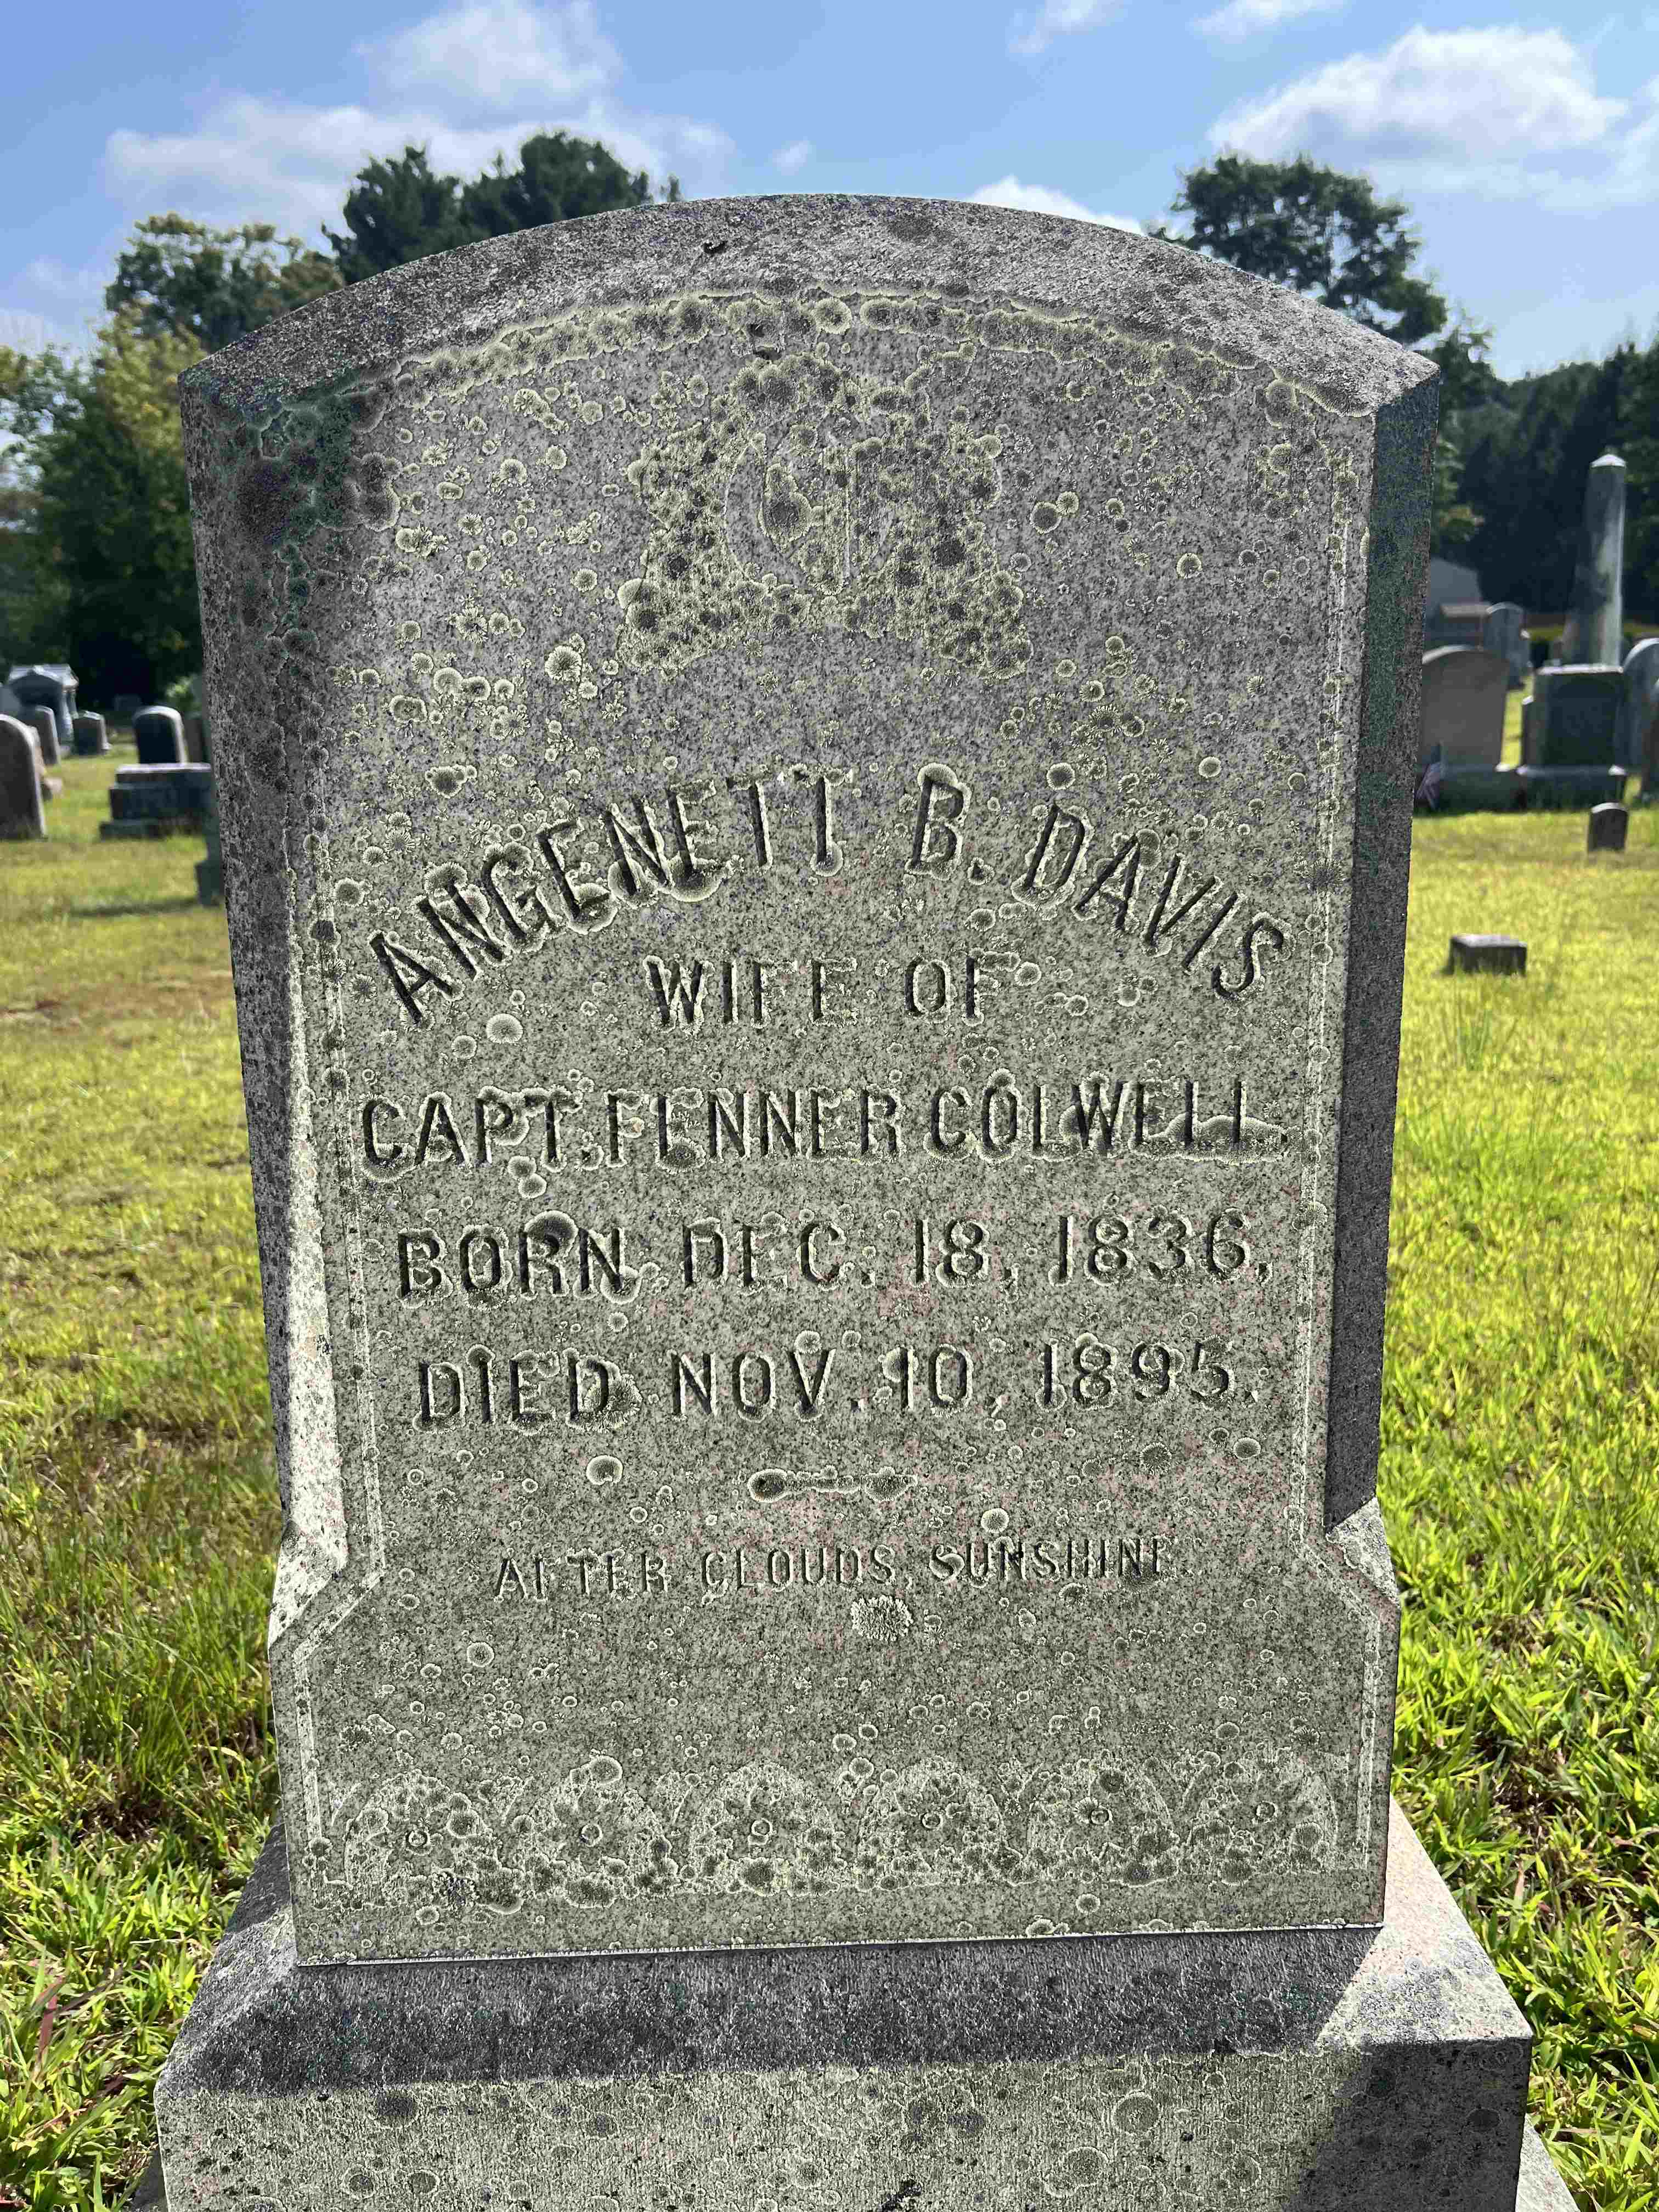 ANGENETT B. DAVIS
WIFE OF
CAPT. FENNER COLWELL.
BORN DEC. 18, 1836,
DIED NOV. 10, 1895.
AFTER CLOUDS, SUNSHINE.